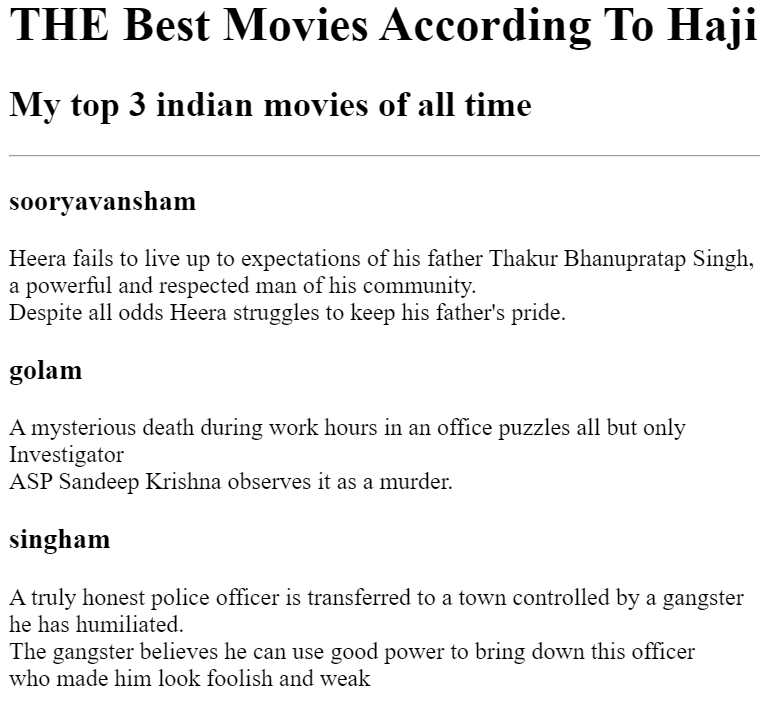 THE Best Movies According To Haji
My top 3 indian movies of all time
sooryavansham
Heera fails to live up to expectations of his father Thakur Bhanupratap Singh,
a powerful and respected man of his community.
Despite all odds Heera struggles to keep his father's pride.
golam
A mysterious death during work hours in an office puzzles all but only
Investigator
ASP Sandeep Krishna observes it as a murder.
singham
A truly honest police officer is transferred to a town controlled by a gangster
he has humiliated.
The gangster believes he can use good power to bring down this officer
who made him look foolish and weak